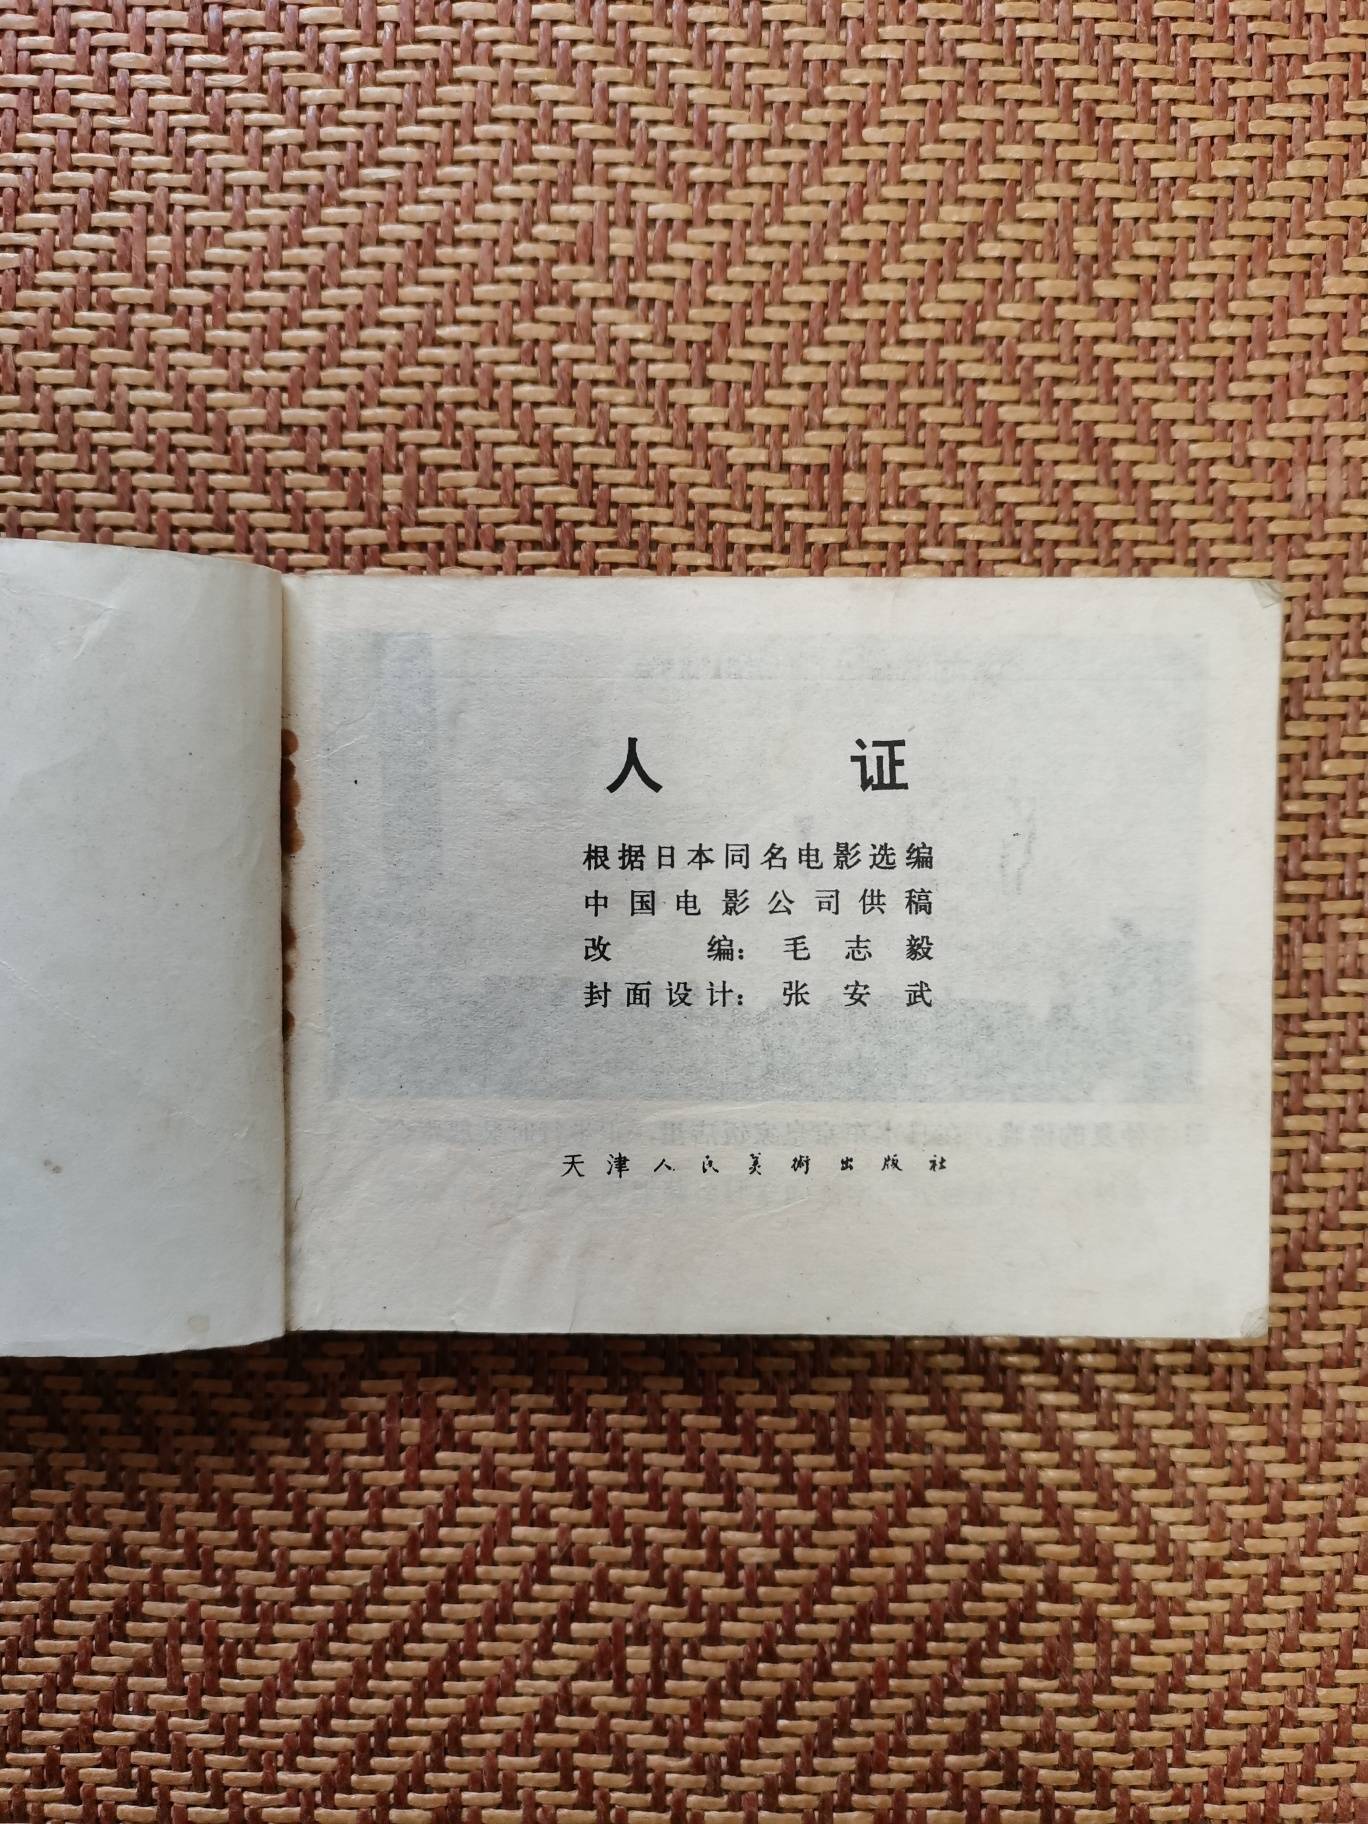 人证
根据日本同名电影选编
中国电影公司供稿
改编：毛志毅
封面设计：张安武
天津人民美術出版社